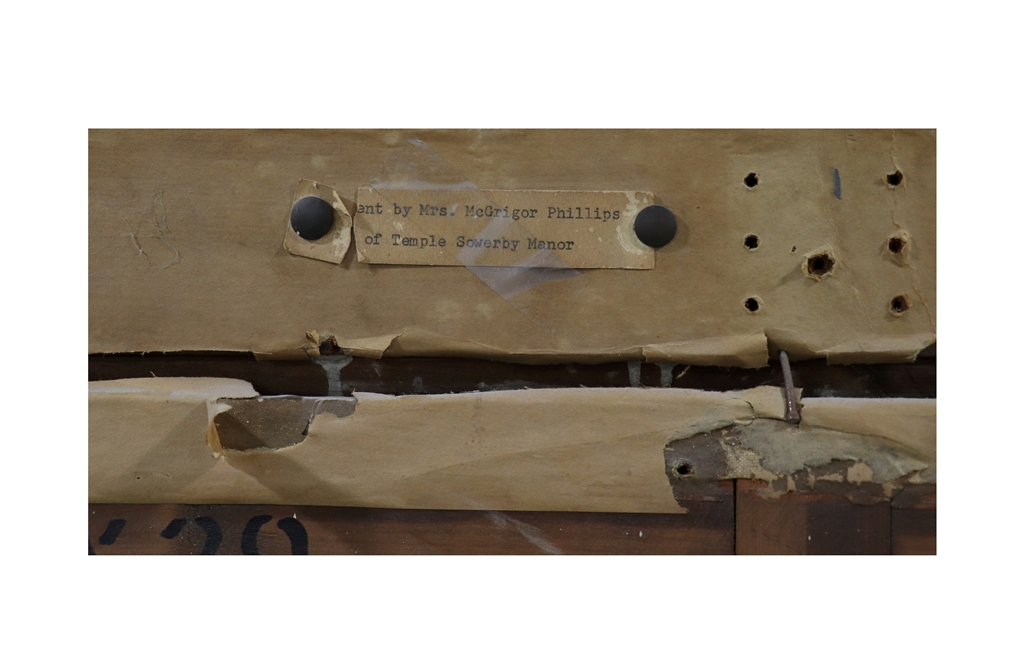 ent by Mrs. McGrigor Phillips
of Temple Sowerby Manor